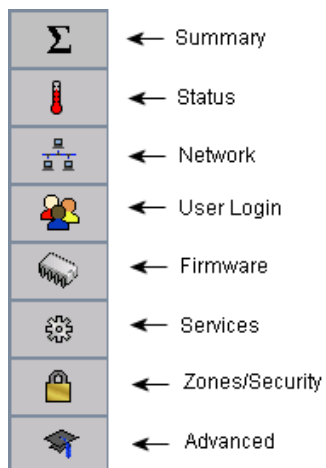 Σ Summary
Status
Network
User Login
Firmware
Services
Zones/Security
Advanced